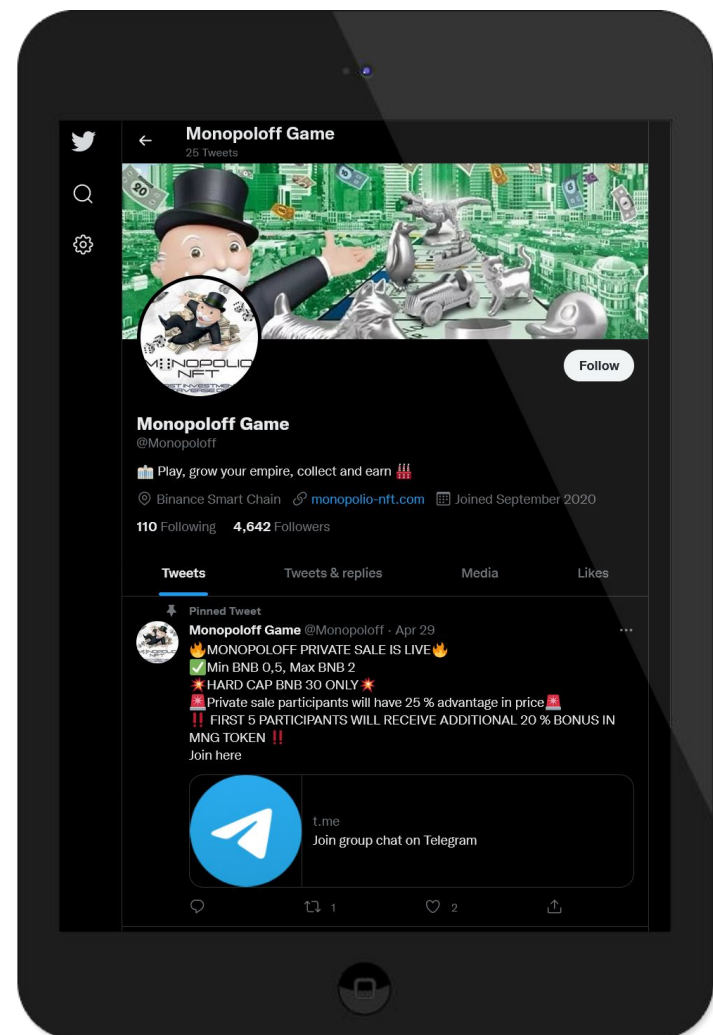 Monopoloff Game
25 Tweets
20
10
M NOPOLIO
NFT
Follow
Monopoloff Game
@Monopoloff
Play, grow your empire, collect and earn
Binance Smart Chain monopolio-nft.com Joined September 2020
110 Following 4,642 Followers
Tweets Tweets & replies Media Likes
Pinned Tweet
Monopoloff Game @Monopoloff · Apr 29 ...
🔥MONOPOLOFF PRIVATE SALE IS LIVE🔥
✅Min BNB 0,5, Max BNB 2
💥HARD CAP BNB 30 ONLY💥
🚨Private sale participants will have 25 % advantage in price🚨
‼️ FIRST 5 PARTICIPANTS WILL RECEIVE ADDITIONAL 20 % BONUS IN
MNG TOKEN ‼️
Join here
t.me
Join group chat on Telegram
1 2